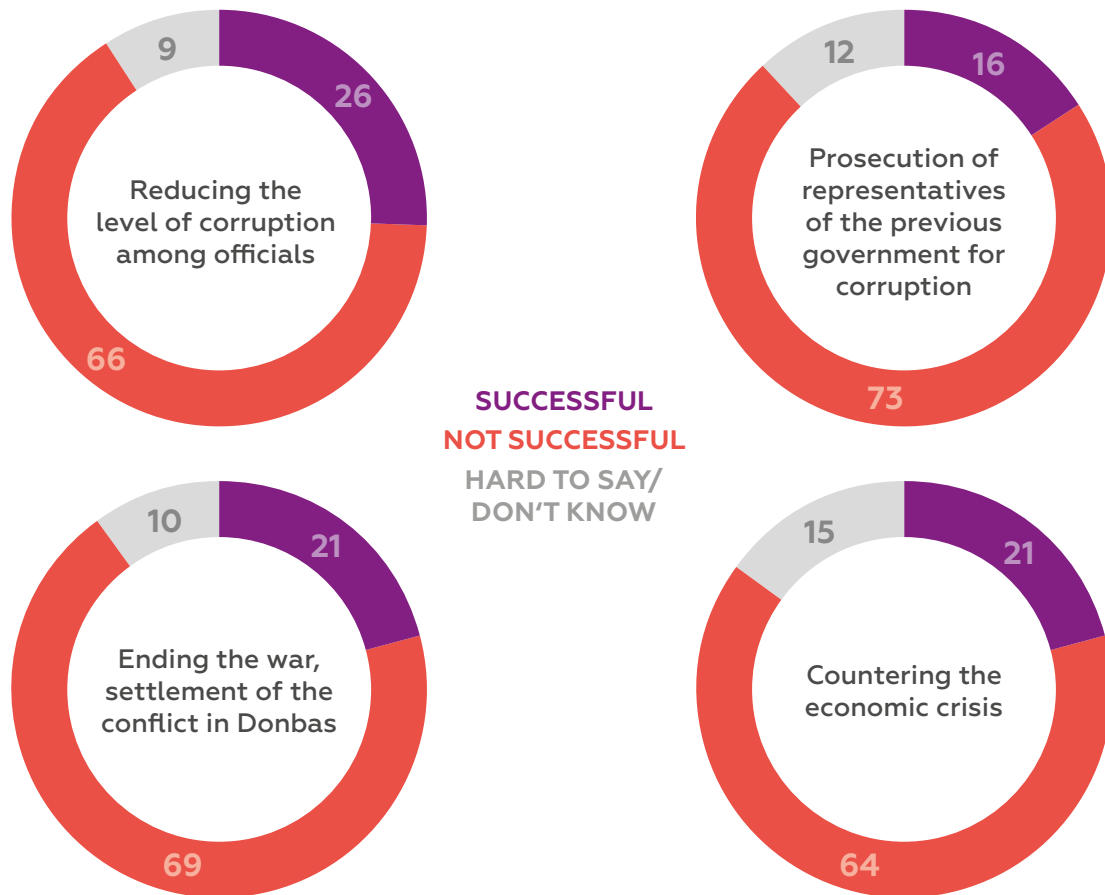 9
26
Reducing the
level of corruption
among officials
66
12
16
Prosecution of
representatives
of the previous
government for
corruption
73
SUCCESSFUL
NOT SUCCESSFUL
HARD TO SAY/
DON'T KNOW
10
21
Ending the war,
settlement of the
conflict in Donbas
69
15
21
Countering the
economic crisis
64